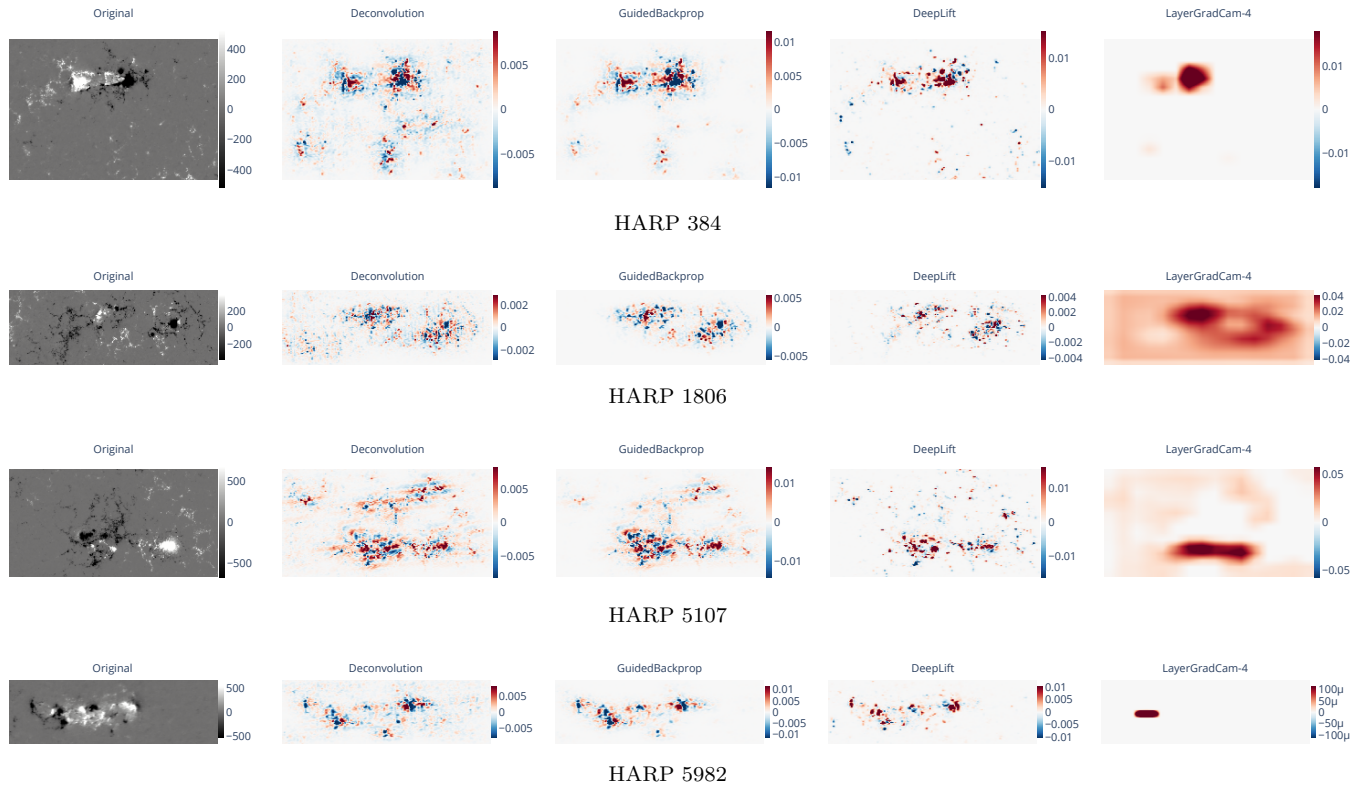 Original Deconvolution GuidedBackprop DeepLift LayerGradCam-4
400 200 0 −200 −400
0.005 0 −0.005
0.01 0.005 0 −0.005 −0.01
0.01 0 −0.01
0.01 0 −0.01
HARP 384
Original Deconvolution GuidedBackprop DeepLift LayerGradCam-4
200 0 −200
0.002 0 −0.002
0.005 0 −0.005
0.004 0.002 0 −0.002 −0.004
0.04 0.02 0 −0.02 −0.04
HARP 1806
Original Deconvolution GuidedBackprop DeepLift LayerGradCam-4
500 0 −500
0.005 0 −0.005
0.01 0 −0.01
0.01 0 −0.01
0.05 0 −0.05
HARP 5107
Original Deconvolution GuidedBackprop DeepLift LayerGradCam-4
500 0 −500
0.005 0 −0.005
0.01 0.005 0 −0.005 −0.01
0.01 0.005 0 −0.005 −0.01
100μ 50μ 0 −50μ −100μ
HARP 5982